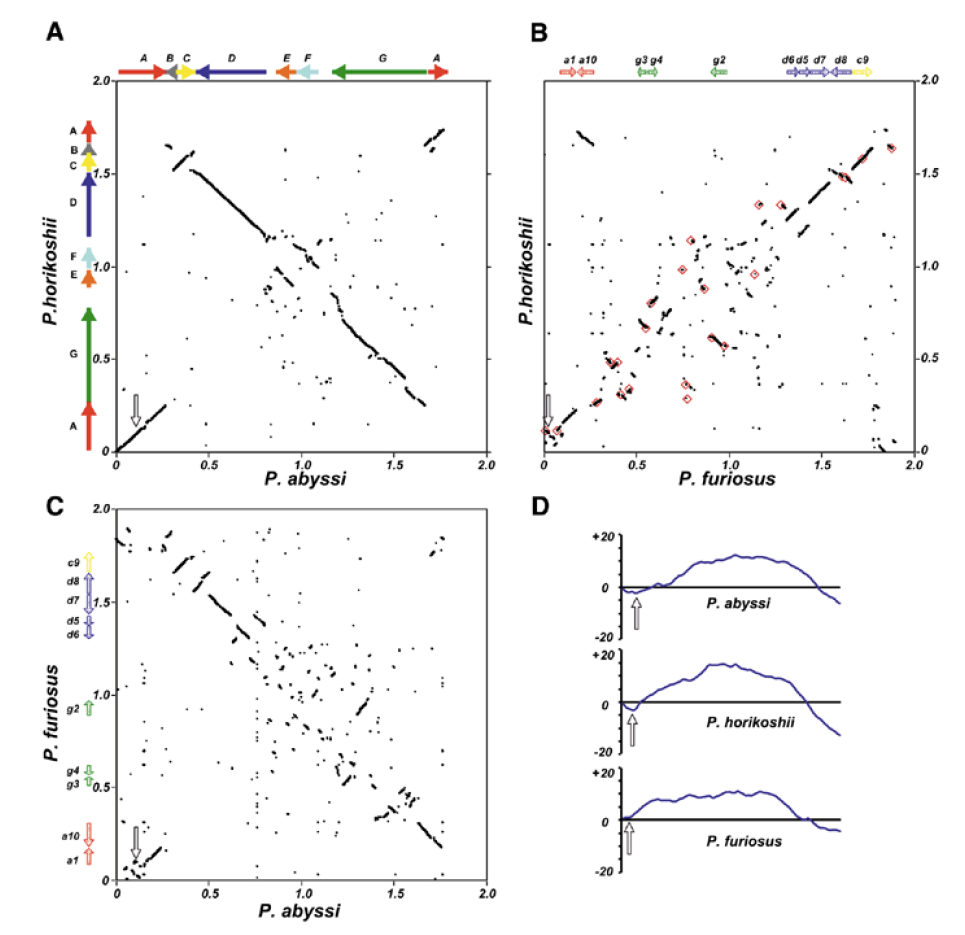 A
B
A B C D E F G A
a1 a10 g3 g4 g2 d6 d5 d7 d8 c9
2.0
1.5
1.0
0.5
0
A
B
C
D
F
E
G
A
P.horikoshii
0 0.5 1.0 1.5 2.0
P. abyssi
2.0
1.5
1.0
0.5
0
P.horikoshii
0 0.5 1.0 1.5 2.0
P. furiosus
C
D
2.0
1.5
1.0
0.5
0
c9
d8
d7
d5
d6
g2
g4
g3
a10
a1
P. furiosus
0 0.5 1.0 1.5 2.0
P. abyssi
+20
0
-20
P. abyssi
+20
0
-20
P. horikoshii
+20
0
-20
P. furiosus